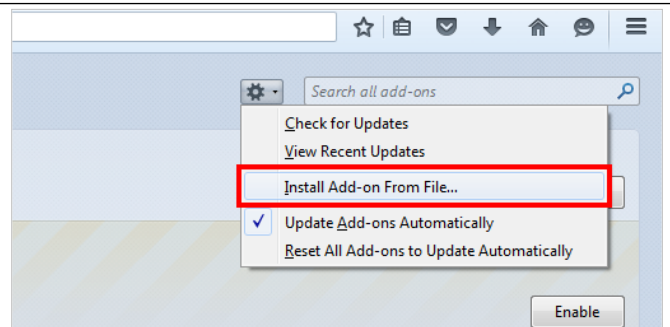 Search all add-ons
Check for Updates
View Recent Updates
Install Add-on From File...
Update Add-ons Automatically
Reset All Add-ons to Update Automatically
Enable